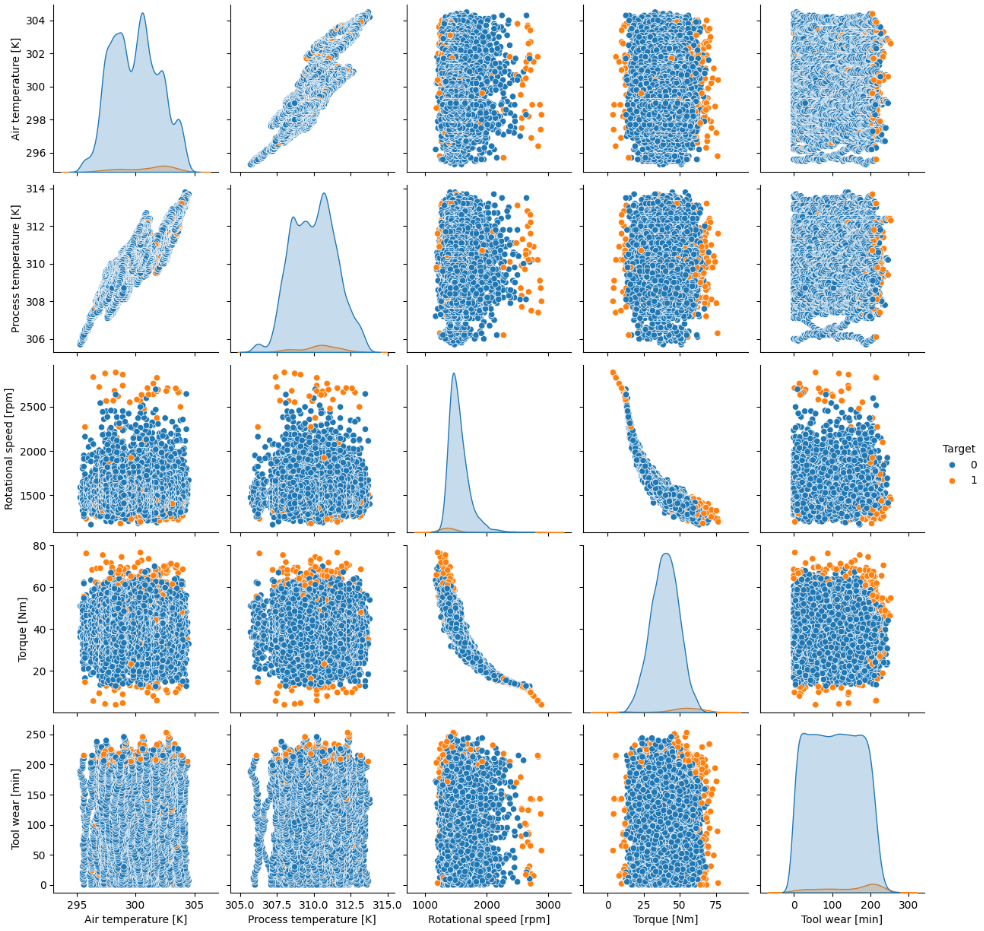 Air temperature [K]
304
302
300
298
296
Process temperature [K]
314
312
310
308
306
Rotational speed [rpm]
2500
2000
1500
Target
0
1
Torque [Nm]
80
60
40
20
Tool wear [min]
250
200
150
100
50
0
295 300 305
305.0 307.5 310.0 312.5 315.0
1000 2000 3000
0 25 50 75
0 100 200 300
Air temperature [K]
Process temperature [K]
Rotational speed [rpm]
Torque [Nm]
Tool wear [min]